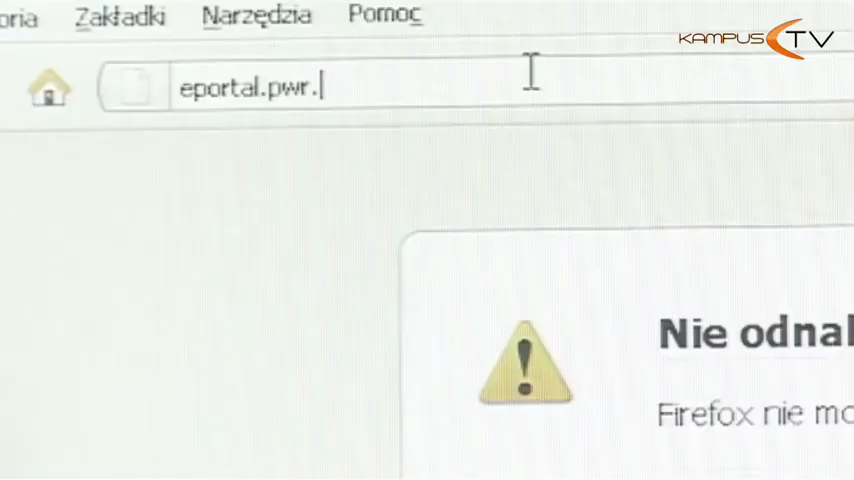 oria Zakładki Narzędzia Pomoc
KAMPUS TV
eportal.pwr.
Nie odnal
Firefox nie mo